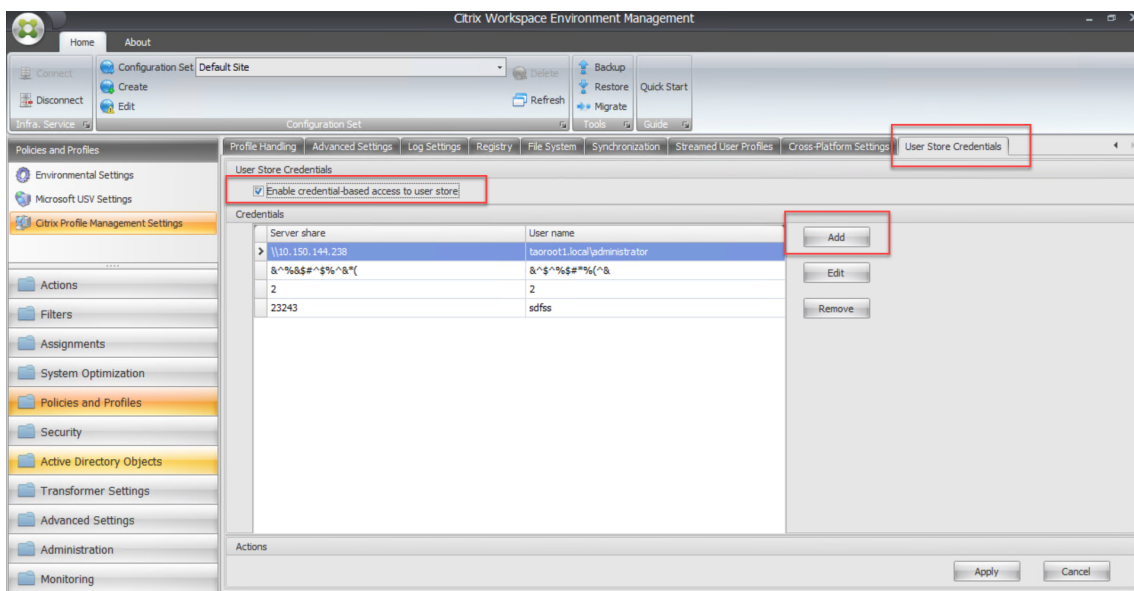 Citrix Workspace Environment Management
Home About
Connect
Disconnect
Infra. Service
Configuration Set Default Site
Create
Edit
Delete
Refresh
Configuration Set
Backup
Restore
Migrate
Tools
Quick Start
Guide
Policies and Profiles
Environmental Settings
Microsoft USV Settings
Citrix Profile Management Settings
Actions
Filters
Assignments
System Optimization
Policies and Profiles
Security
Active Directory Objects
Transformer Settings
Advanced Settings
Administration
Monitoring
Profile Handling Advanced Settings Log Settings Registry File System Synchronization Streamed User Profiles Cross-Platform Settings User Store Credentials
User Store Credentials
Enable credential-based access to user store
Credentials
Server share User name
\\10.150.144.238 taoroot1.local\administrator
&^%&$#^$%^&*( &^$^%$#*%(^&
2 2
23243 sdfss
Add
Edit
Remove
Actions
Apply Cancel